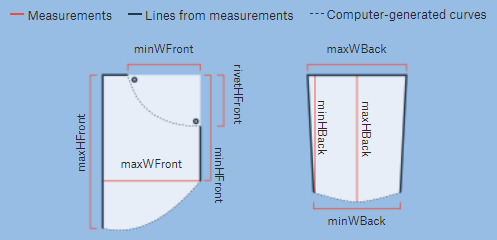 Measurements
Lines from measurements
Computer-generated curves
minWFront
maxWBack
rivetHFront
maxHFront
minHBack
maxHBack
maxWFront
minHFront
minWBack